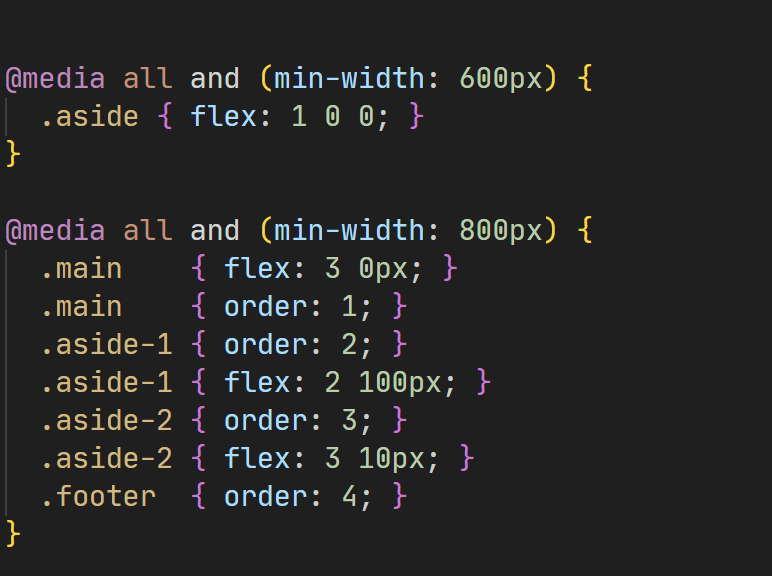 @media all and (min-width: 600px) {
  .aside { flex: 1 0 0; }
}
@media all and (min-width: 800px) {
  .main    { flex: 3 0px; }
  .main    { order: 1; }
  .aside-1 { order: 2; }
  .aside-1 { flex: 2 100px; }
  .aside-2 { order: 3; }
  .aside-2 { flex: 3 10px; }
  .footer  { order: 4; }
}